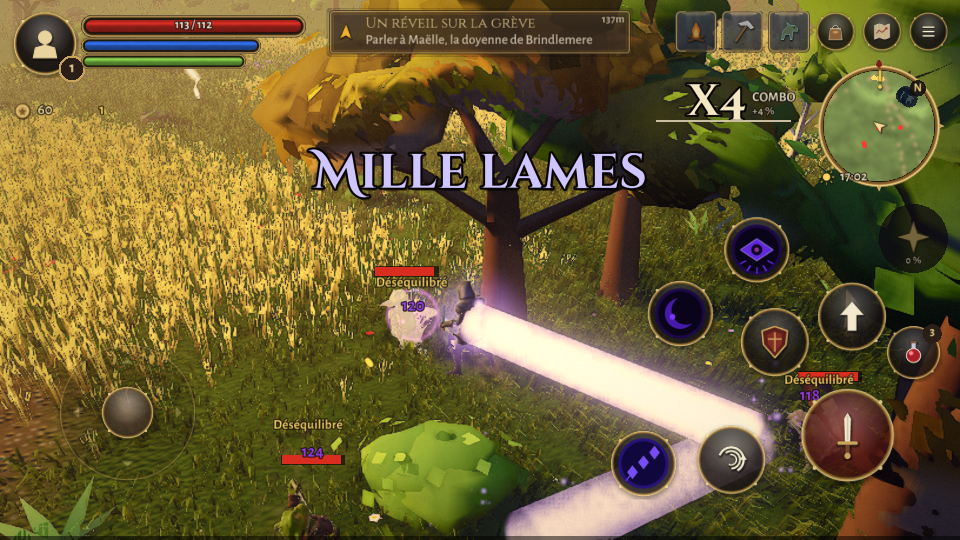 113/112
1
60
1
Un réveil sur la grève
137m
Parler à Maëlle, la doyenne de Brindlemere
X4 COMBO
+4 %
N
17:02
0 %
Mille lames
Déséquilibré
120
3
Déséquilibré
118
Déséquilibré
124